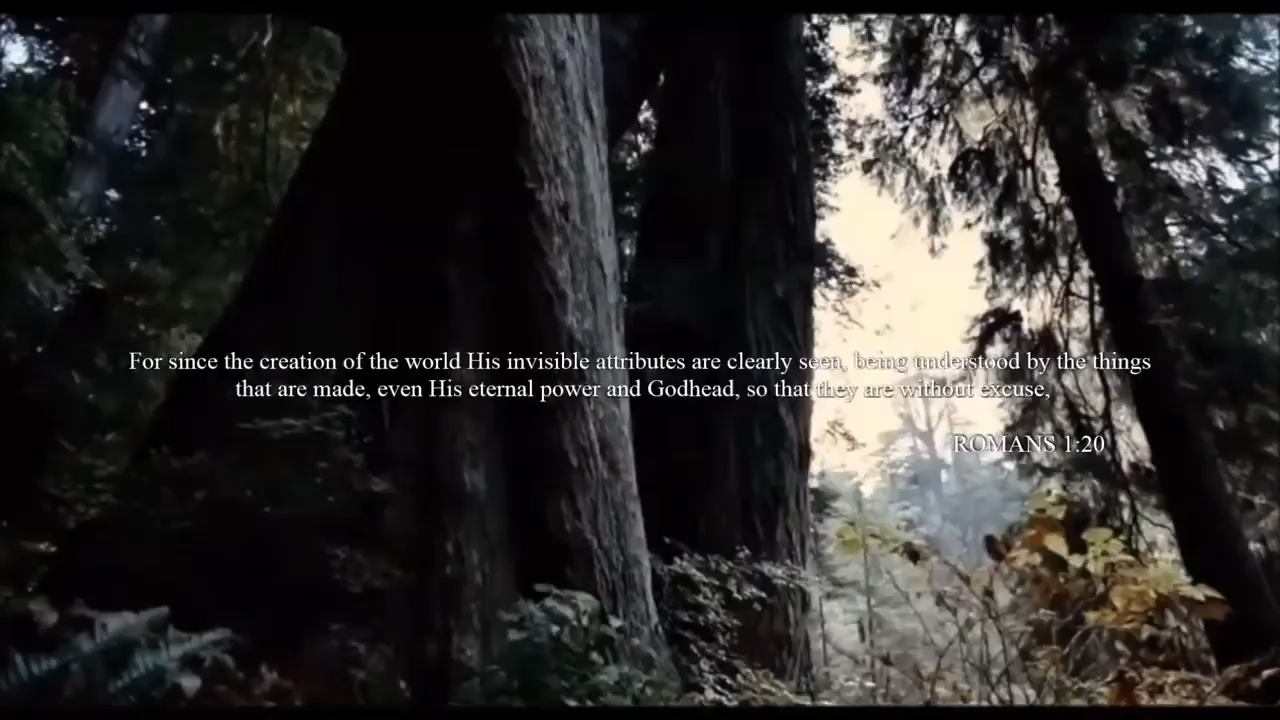 For since the creation of the world His invisible attributes are clearly seen, being understood by the things
that are made, even His eternal power and Godhead, so that they are without excuse,
ROMANS 1:20